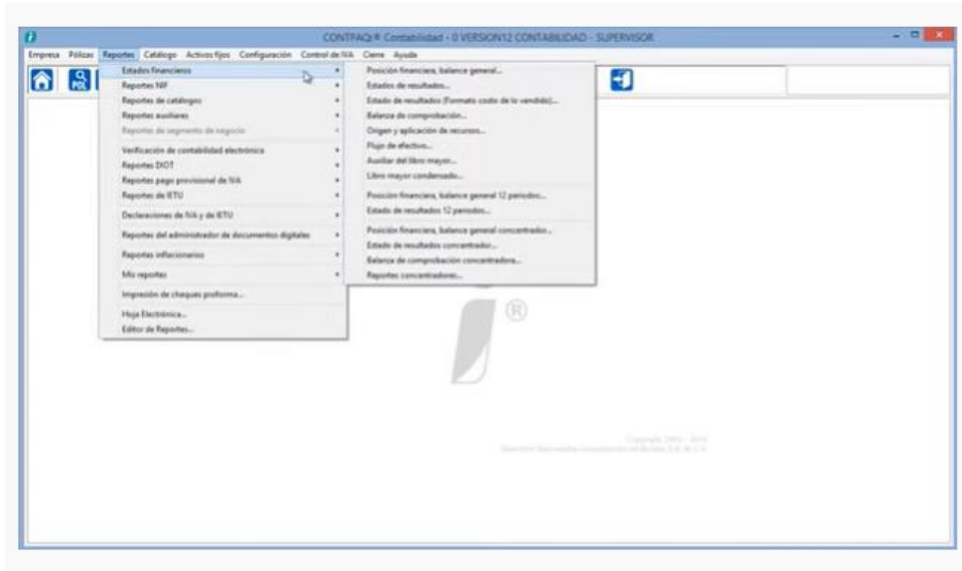 CONTPAQi® Contabilidad - 0 VERSION12 CONTABILIDAD - SUPERVISOR
Empresa Pólizas Reportes Catálogo Activos fijos Configuración Control de IVA Cierre Ayuda
POL
Estados financieros
Reportes NIF
Reportes de catálogos
Reportes auxiliares
Reportes de segmento de negocio
Verificación de contabilidad electrónica
Reportes DIOT
Reportes pago provisional de IVA
Reportes de IETU
Declaraciones de IVA y de IETU
Reportes del administrador de documentos digitales
Reportes inflacionarios
Mis reportes
Impresión de cheques proforma...
Hoja Electrónica...
Editor de Reportes...
Posición financiera, balance general...
Estados de resultados...
Estado de resultados (Formato costo de lo vendido)...
Balanza de comprobación...
Origen y aplicación de recursos...
Flujo de efectivo...
Auxiliar del libro mayor...
Libro mayor condensado...
Posición financiera, balance general 12 periodos...
Estado de resultados 12 periodos...
Posición financiera, balance general concentrador...
Estado de resultados concentrador...
Balanza de comprobación concentradora...
Reportes concentradores...
®